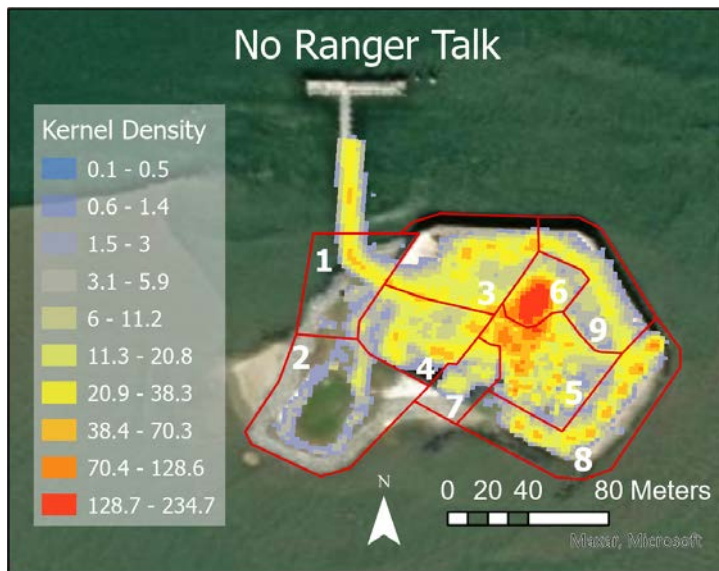 No Ranger Talk
Kernel Density
0.1 - 0.5
0.6 - 1.4
1.5 - 3
3.1 - 5.9
6 - 11.2
11.3 - 20.8
20.9 - 38.3
38.4 - 70.3
70.4 - 128.6
128.7 - 234.7
1
2
3
4
5
6
7
8
9
N
0 20 40 80 Meters
Maxar, Microsoft